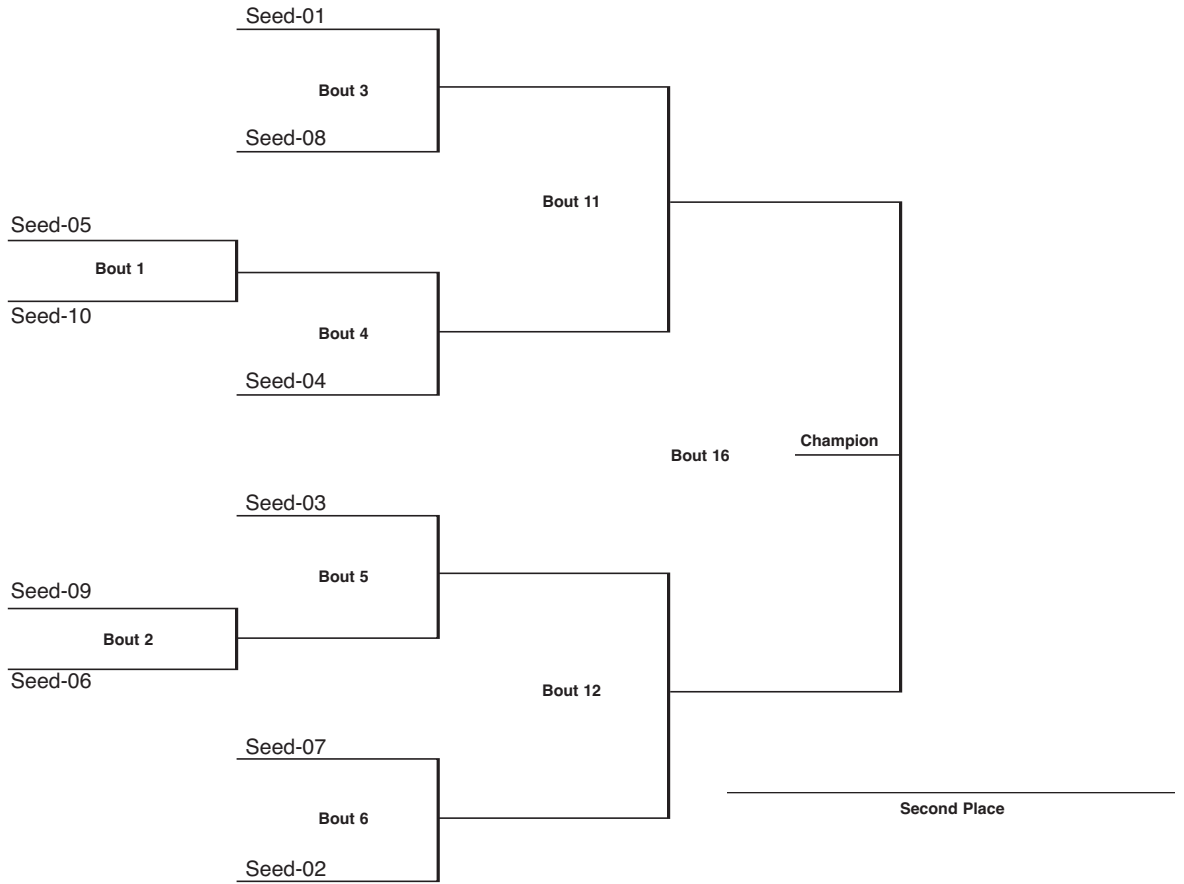 Seed-01
Bout 3
Seed-08
Bout 11
Seed-05
Bout 1
Seed-10
Bout 4
Seed-04
Champion
Bout 16
Seed-03
Bout 5
Seed-09
Bout 2
Seed-06
Bout 12
Seed-07
Second Place
Bout 6
Seed-02